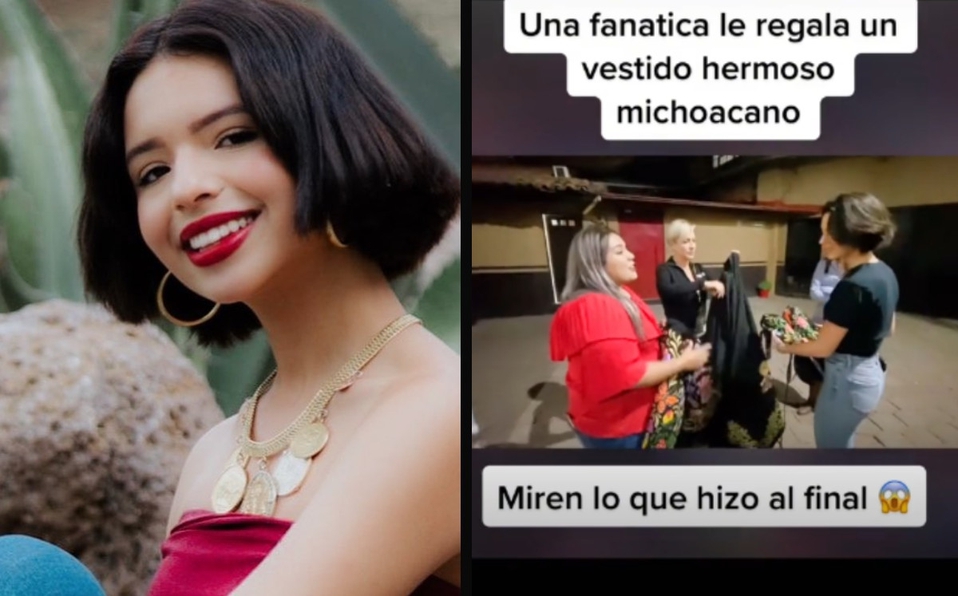 Una fanatica le regala un
vestido hermoso
michoacano
Miren lo que hizo al final 😱